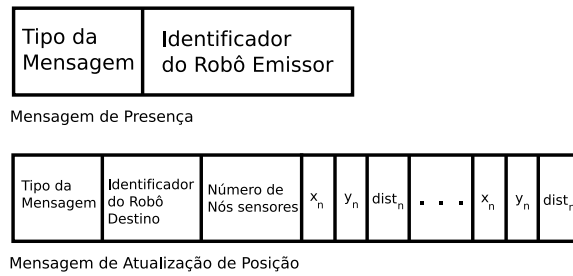 Tipo da
Mensagem
Identificador
do Robô Emissor
Mensagem de Presença
Tipo da
Mensagem
Identificador
do Robô
Destino
Número de
Nós sensores
xn
yn
distn
. . .
xn
yn
distn
Mensagem de Atualização de Posição